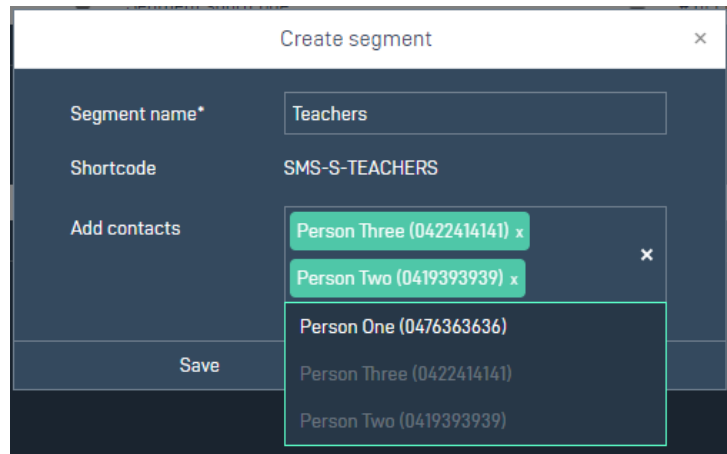 Create segment ×
Segment name* Teachers
Shortcode SMS-S-TEACHERS
Add contacts
Person Three (0422414141) x
Person Two (0419393939) x
×
Person One (0476363636)
Save
Person Three (0422414141)
Person Two (0419393939)